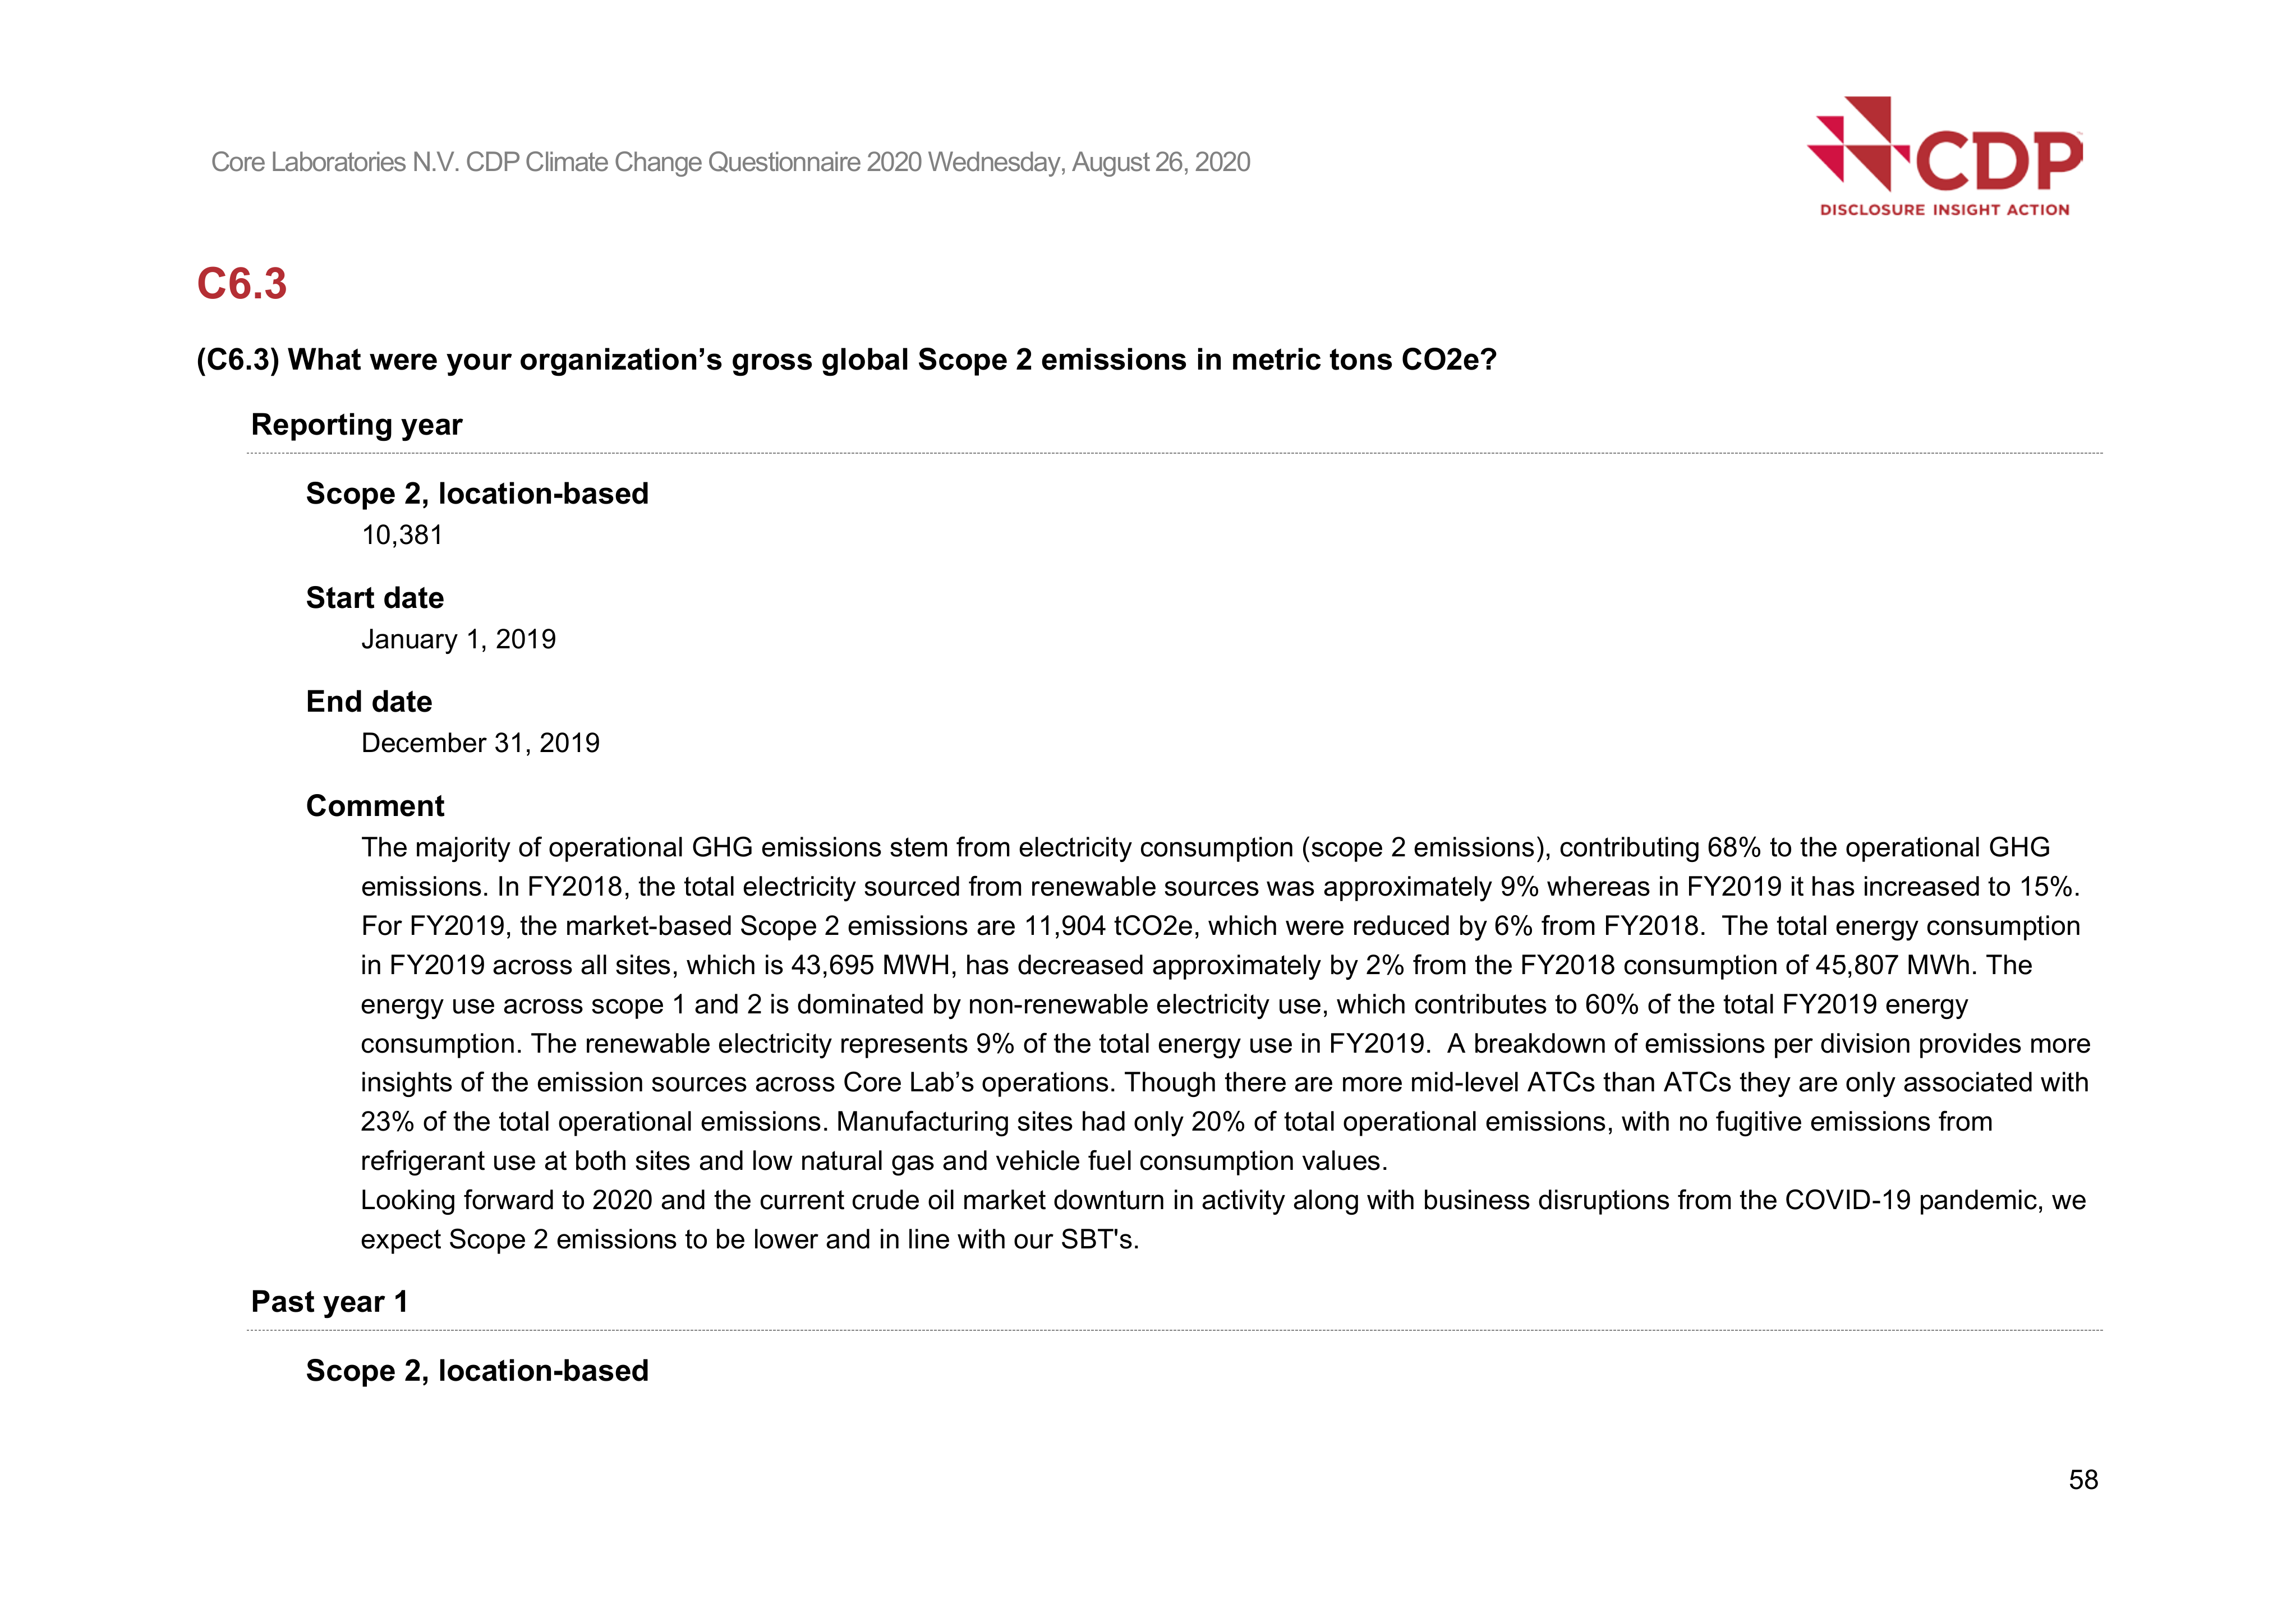 Core Laboratories N.V. CDP Climate Change Questionnaire 2020 Wednesday, August 26, 2020
CDP
DISCLOSURE INSIGHT ACTION
C6.3
(C6.3) What were your organization’s gross global Scope 2 emissions in metric tons CO2e?
Reporting year
Scope 2, location-based
10,381
Start date
January 1, 2019
End date
December 31, 2019
Comment
The majority of operational GHG emissions stem from electricity consumption (scope 2 emissions), contributing 68% to the operational GHG
emissions. In FY2018, the total electricity sourced from renewable sources was approximately 9% whereas in FY2019 it has increased to 15%.
For FY2019, the market-based Scope 2 emissions are 11,904 tCO2e, which were reduced by 6% from FY2018.  The total energy consumption
in FY2019 across all sites, which is 43,695 MWH, has decreased approximately by 2% from the FY2018 consumption of 45,807 MWh. The
energy use across scope 1 and 2 is dominated by non-renewable electricity use, which contributes to 60% of the total FY2019 energy
consumption. The renewable electricity represents 9% of the total energy use in FY2019.  A breakdown of emissions per division provides more
insights of the emission sources across Core Lab’s operations. Though there are more mid-level ATCs than ATCs they are only associated with
23% of the total operational emissions. Manufacturing sites had only 20% of total operational emissions, with no fugitive emissions from
refrigerant use at both sites and low natural gas and vehicle fuel consumption values.
Looking forward to 2020 and the current crude oil market downturn in activity along with business disruptions from the COVID-19 pandemic, we
expect Scope 2 emissions to be lower and in line with our SBT's.
Past year 1
Scope 2, location-based
58